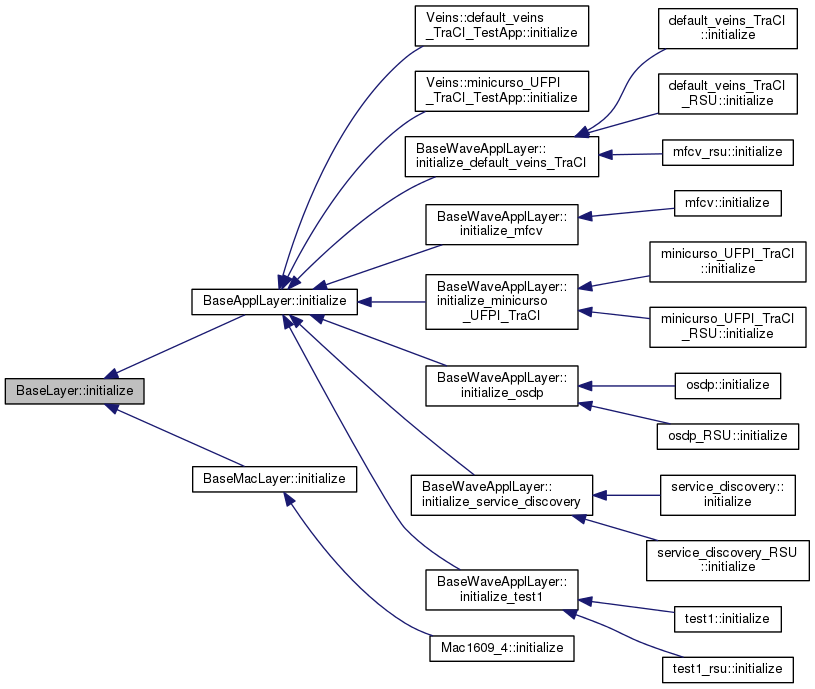 Veins::default_veins
_TraCI_TestApp::initialize
default_veins_TraCI
::initialize
Veins::minicurso_UFPI
_TraCI_TestApp::initialize
default_veins_TraCI
_RSU::initialize
BaseWaveApplLayer::
initialize_default_veins_TraCI
mfcv_rsu::initialize
BaseWaveApplLayer::
initialize_mfcv
mfcv::initialize
minicurso_UFPI_TraCI
::initialize
BaseApplLayer::initialize
BaseWaveApplLayer::
initialize_minicurso
_UFPI_TraCI
minicurso_UFPI_TraCI
_RSU::initialize
BaseLayer::initialize
BaseWaveApplLayer::
initialize_osdp
osdp::initialize
osdp_RSU::initialize
BaseMacLayer::initialize
BaseWaveApplLayer::
initialize_service_discovery
service_discovery::
initialize
service_discovery_RSU
::initialize
BaseWaveApplLayer::
initialize_test1
test1::initialize
Mac1609_4::initialize
test1_rsu::initialize